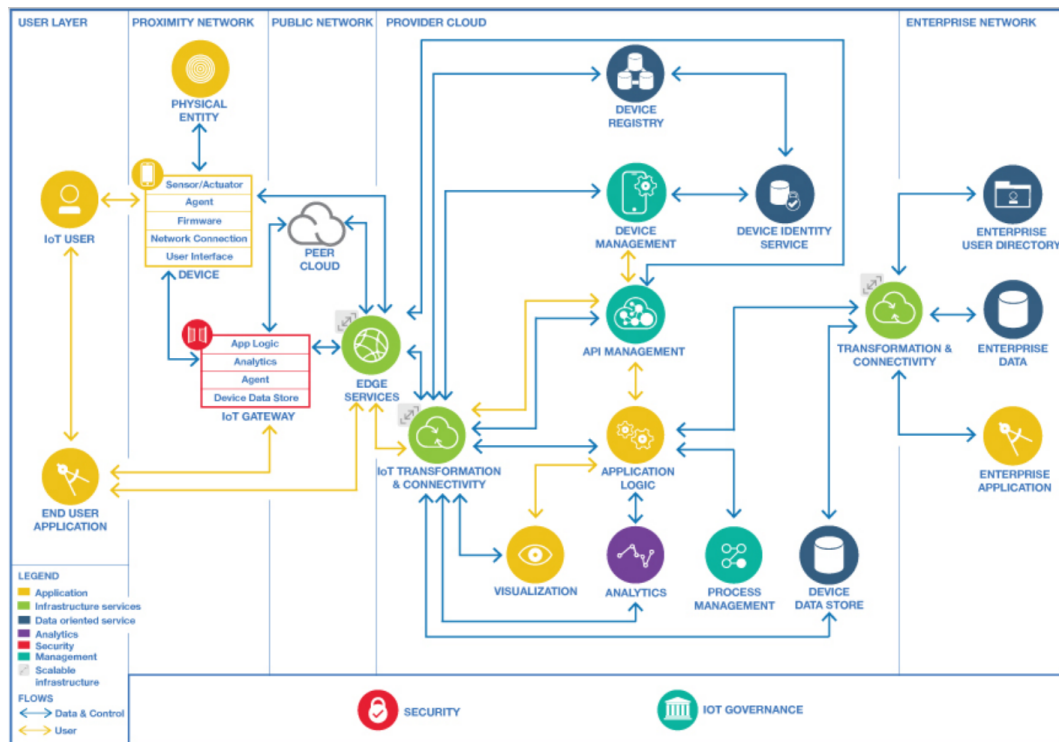 USER LAYER
PROXIMITY NETWORK
PUBLIC NETWORK
PROVIDER CLOUD
ENTERPRISE NETWORK
PHYSICAL
ENTITY
DEVICE
REGISTRY
Sensor/Actuator
Agent
Firmware
Network Connection
User Interface
DEVICE
IoT USER
PEER
CLOUD
DEVICE
MANAGEMENT
DEVICE IDENTITY
SERVICE
ENTERPRISE
USER DIRECTORY
App Logic
Analytics
Agent
Device Data Store
IoT GATEWAY
EDGE
SERVICES
API MANAGEMENT
TRANSFORMATION &
CONNECTIVITY
ENTERPRISE
DATA
END USER
APPLICATION
IoT TRANSFORMATION
& CONNECTIVITY
APPLICATION
LOGIC
ENTERPRISE
APPLICATION
VISUALIZATION
ANALYTICS
PROCESS
MANAGEMENT
DEVICE
DATA STORE
LEGEND
Application
Infrastructure services
Data oriented service
Analytics
Security
Management
Scalable
infrastructure
FLOWS
Data & Control
User
SECURITY
IOT GOVERNANCE